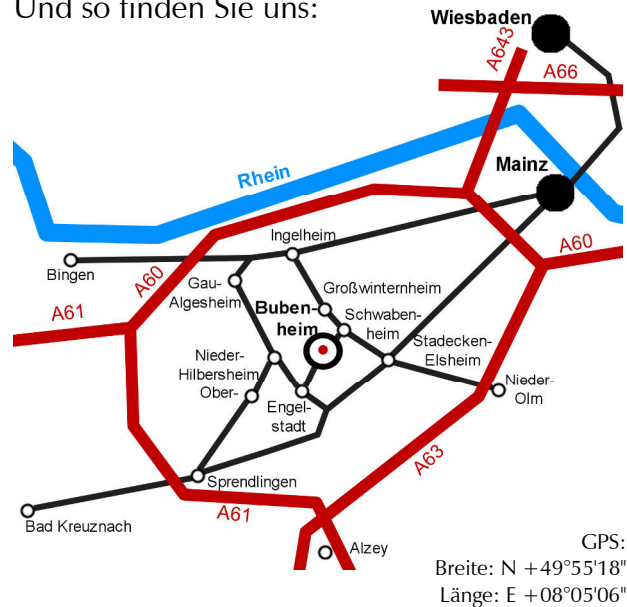 Und so finden Sie uns:
Wiesbaden
A643
A66
Rhein
Mainz
Ingelheim
A60
Bingen
A60
Gau-
Algesheim
Großwinternheim
A61
Buben-
heim
Schwaben-
heim
Stadecken-
Elsheim
Nieder-
Hilbersheim
Ober-
Nieder-
Olm
Engel-
stadt
A63
Sprendlingen
A61
Bad Kreuznach
Alzey
GPS:
Breite: N +49°55'18"
Länge: E +08°05'06"